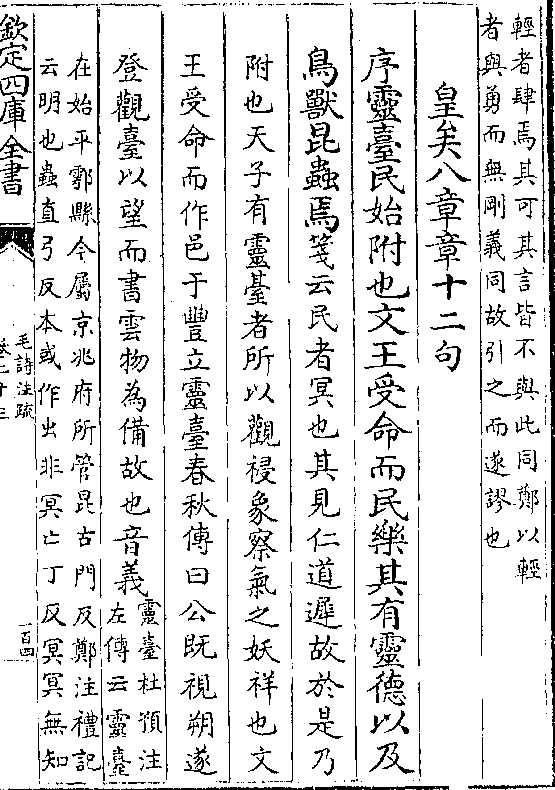 輕者肆焉其可其言皆不與此同鄭以輕
者與勇而無剛義同故引之而遂謬也
皇矣八章章十二句
序靈臺民始附也文王受命而民樂其有靈德以及
鳥獸昆蟲焉箋云民者冥也其見仁道遲故於是乃
附也天子有靈臺者所以觀祲象察氣之妖祥也文
王受命而作邑于豐立靈臺春秋傳曰公既視朔遂
登觀臺以望而書雲物為備故也音義
靈臺杜預注
左傳云靈臺
在始平鄠縣今屬京兆府所管昆古門反鄭注禮記
云明也蟲直弓反本或作虫非冥亡丁反冥冥無知
欽定四庫全書
毛詩注疏
卷二十三
一百四